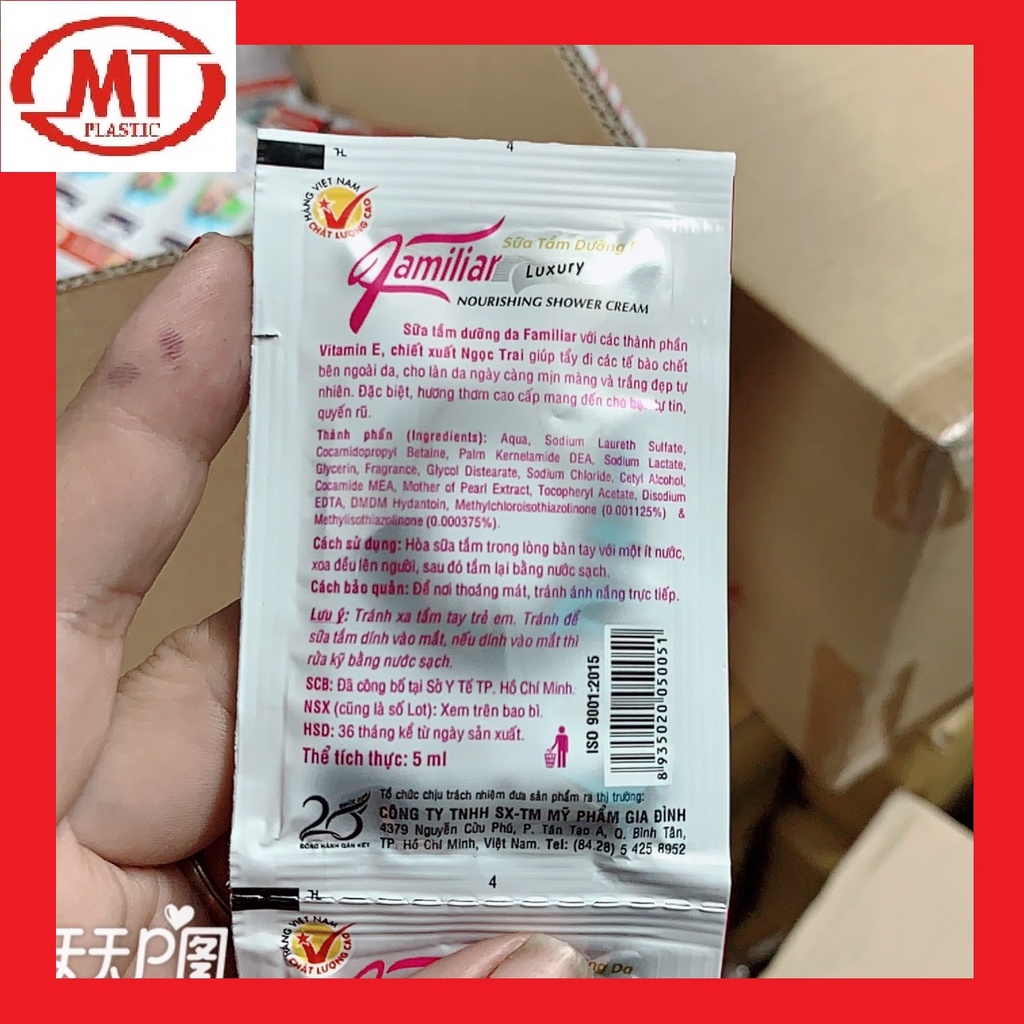 MT
PLASTIC
4
HÀNG VIỆT NAM
CHẤT LƯỢNG CAO
Familiar
Sữa Tắm Dưỡng
Luxury
NOURISHING SHOWER CREAM
Sữa tắm dưỡng da Familiar với các thành phần
Vitamin E, chiết xuất Ngọc Trai giúp tẩy đi các tế bào chết
bên ngoài da, cho làn da ngày càng mịn màng và trắng đẹp tự
nhiên. Đặc biệt, hương thơm cao cấp mang đến cho bạn tự tin,
quyến rũ.
Thành phần (Ingredients): Aqua, Sodium Laureth Sulfate,
Cocamidopropyl Betaine, Palm Kernelamide DEA, Sodium Lactate,
Glycerin, Fragrance, Glycol Distearate, Sodium Chloride, Cetyl Alcohol,
Cocamide MEA, Mother of Pearl Extract, Tocopheryl Acetate, Disodium
EDTA, DMDM Hydantoin, Methylchloroisothiazolinone (0.001125%) &
Methylisothiazolinone (0.000375%).
Cách sử dụng: Hòa sữa tắm trong lòng bàn tay với một ít nước,
xoa đều lên người, sau đó tắm lại bằng nước sạch.
Cách bảo quản: Để nơi thoáng mát, tránh ánh nắng trực tiếp.
Lưu ý: Tránh xa tầm tay trẻ em. Tránh để
sữa tắm dính vào mắt, nếu dính vào mắt thì
rửa kỹ bằng nước sạch.
SCB: Đã công bố tại Sở Y Tế TP. Hồ Chí Minh.
NSX (cũng là số Lot): Xem trên bao bì.
HSD: 36 tháng kể từ ngày sản xuất.
Thể tích thực: 5 ml
ISO 9001:2015
8935020050051
20
ĐỒNG HÀNH GẮN KẾT
Tổ chức chịu trách nhiệm đưa sản phẩm ra thị trường:
CÔNG TY TNHH SX-TM MỸ PHẨM GIA ĐÌNH
4379 Nguyễn Cửu Phú, P. Tân Tạo A, Q. Bình Tân,
TP. Hồ Chí Minh, Việt Nam. Tel: (84.28) 5 425 8952
4
HÀNG VIỆT NAM
CHẤT LƯỢNG CAO
Da
天天P图